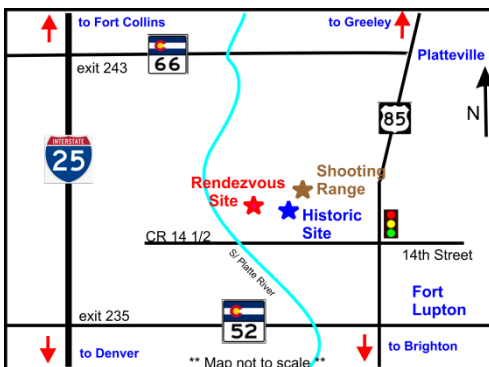 to Fort Collins
to Greeley
Platteville
exit 243
66
85
N
INTERSTATE
25
Shooting
Range
Rendezvous
Site
Historic
Site
CR 14 1/2
14th Street
S/ Platte River
Fort
Lupton
exit 235
52
to Denver
to Brighton
** Map not to scale **